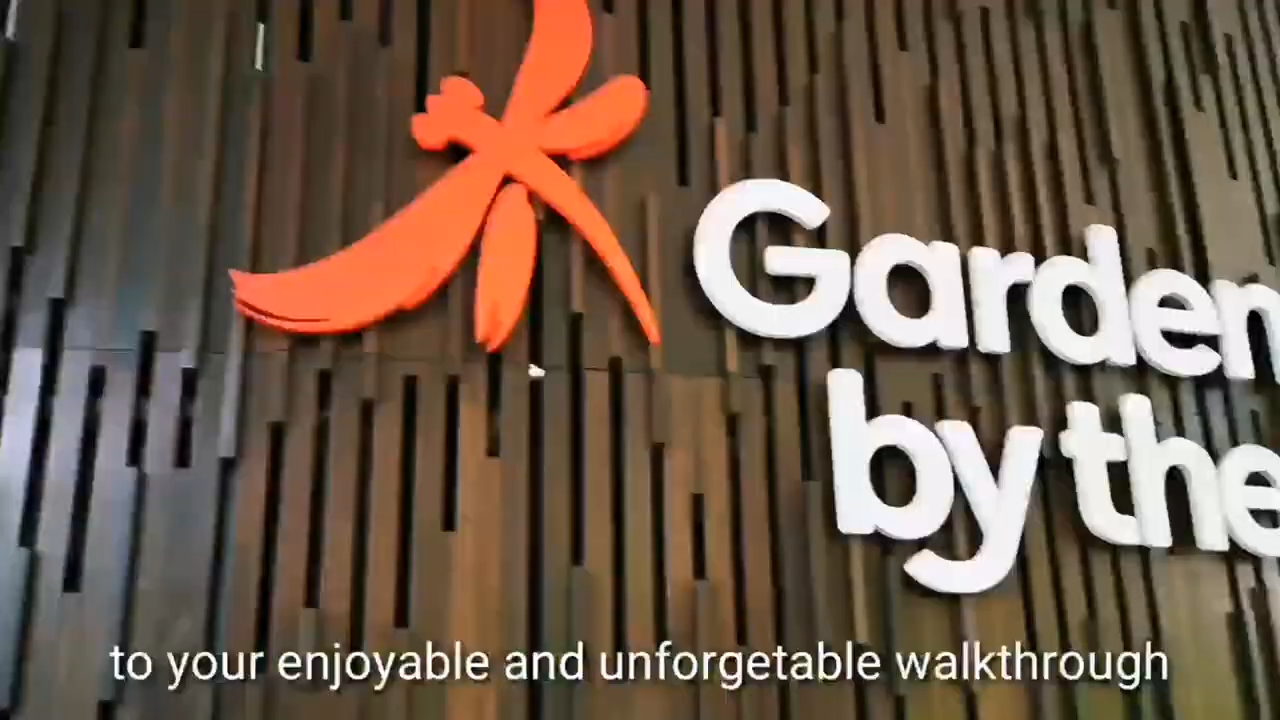 Garden
by the
to your enjoyable and unforgetable walkthrough